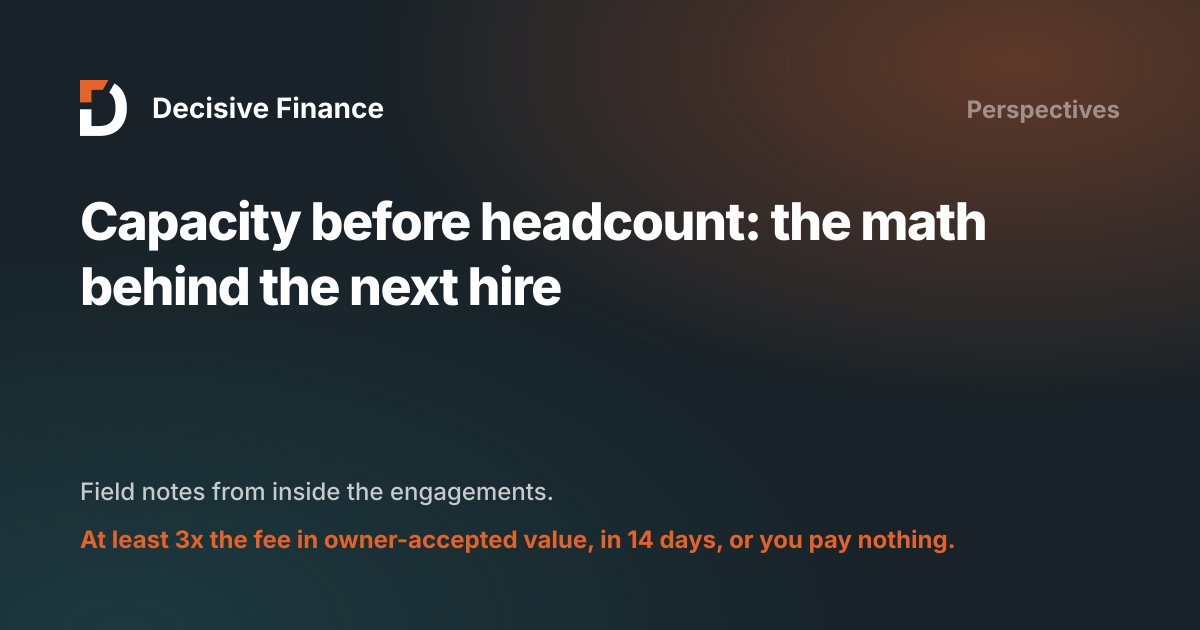 Decisive Finance
Perspectives
Capacity before headcount: the math
behind the next hire
Field notes from inside the engagements.
At least 3x the fee in owner-accepted value, in 14 days, or you pay nothing.